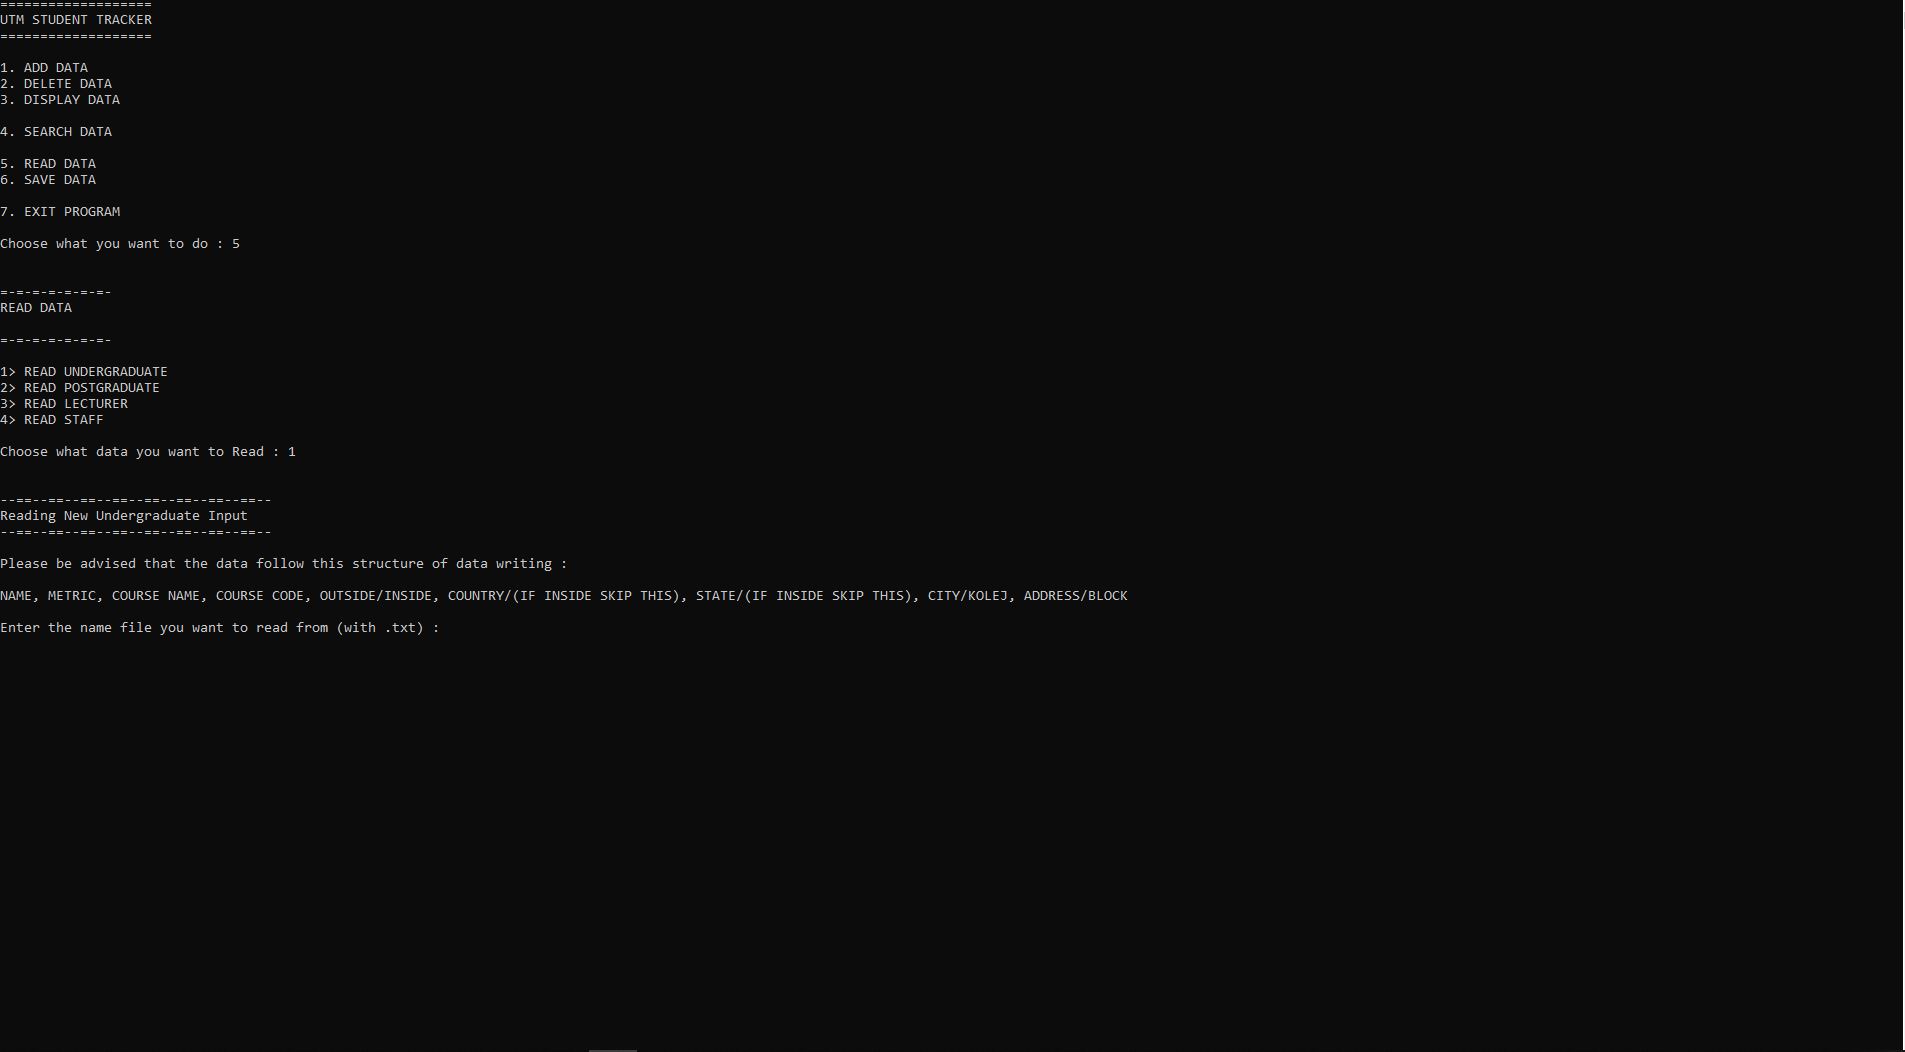 ===================
UTM STUDENT TRACKER
===================
1. ADD DATA
2. DELETE DATA
3. DISPLAY DATA
4. SEARCH DATA
5. READ DATA
6. SAVE DATA
7. EXIT PROGRAM
Choose what you want to do : 5
=-=-=-=-=-=-=-
READ DATA
=-=-=-=-=-=-=-
1> READ UNDERGRADUATE
2> READ POSTGRADUATE
3> READ LECTURER
4> READ STAFF
Choose what data you want to Read : 1
--==--==--==--==--==--==--==--==--
Reading New Undergraduate Input
--==--==--==--==--==--==--==--==--
Please be advised that the data follow this structure of data writing :
NAME, METRIC, COURSE NAME, COURSE CODE, OUTSIDE/INSIDE, COUNTRY/(IF INSIDE SKIP THIS), STATE/(IF INSIDE SKIP THIS), CITY/KOLEJ, ADDRESS/BLOCK
Enter the name file you want to read from (with .txt) :